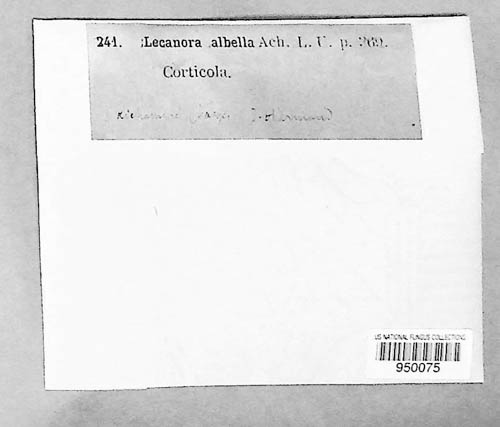 241. Lecanora albella Ach. L. U. p. 369.
Corticola.
US NATIONAL FUNGUS COLLECTIONS
950075